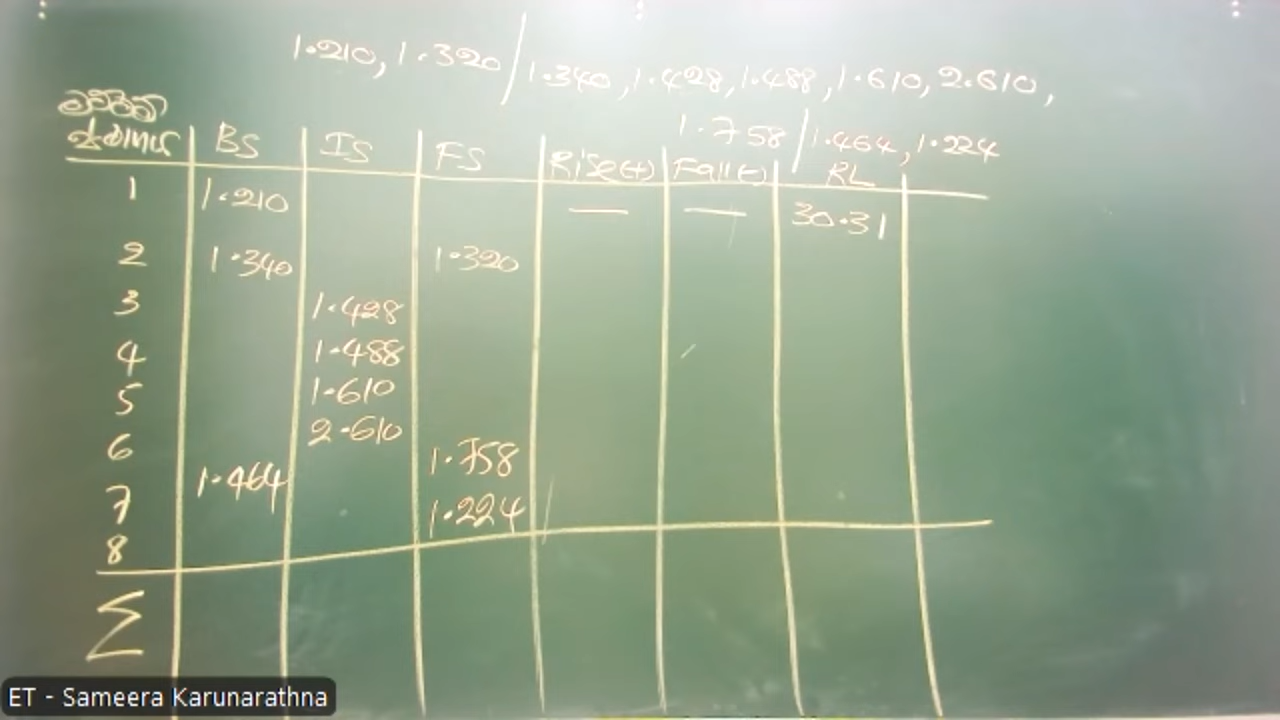 1.210, 1.320 / 1.340, 1.428, 1.488, 1.610, 2.610,
1.758 / 1.464, 1.224
BS IS FS Rise(+) Fall(-) RL
1 1.210 — — 30.31
2 1.340 1.320
3 1.428
4 1.488
5 1.610
6 2.610
7 1.464 1.758
8 1.224
Σ
ET - Sameera Karunarathna